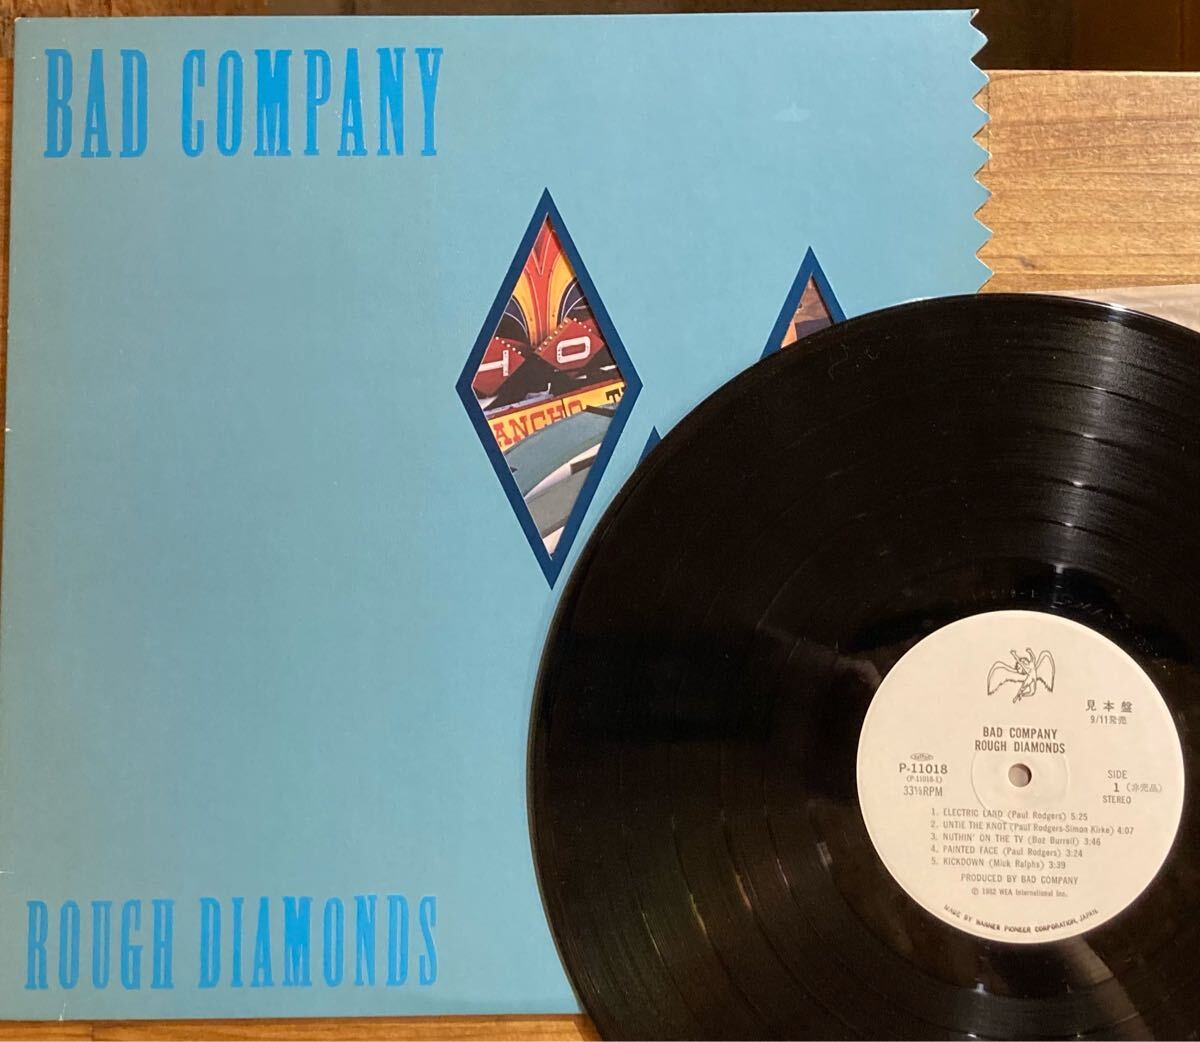 BAD COMPANY
T O
ANCHO T
ROUGH DIAMONDS
見本盤
9/11発売
BAD COMPANY
ROUGH DIAMONDS
P-11018
(P-11018-1)
33⅓RPM
SIDE
1 (非売品)
STEREO
1. ELECTRIC LAND (Paul Rodgers) 5:25
2. UNTIE THE KNOT (Paul Rodgers-Simon Kirke) 4:07
3. NUTHIN' ON THE TV (Boz Burrell) 3:46
4. PAINTED FACE (Paul Rodgers) 3:24
5. KICKDOWN (Mick Ralphs) 3:39
PRODUCED BY BAD COMPANY
Ⓟ 1982 WEA International Inc.
MADE BY WARNER PIONEER CORPORATION, JAPAN